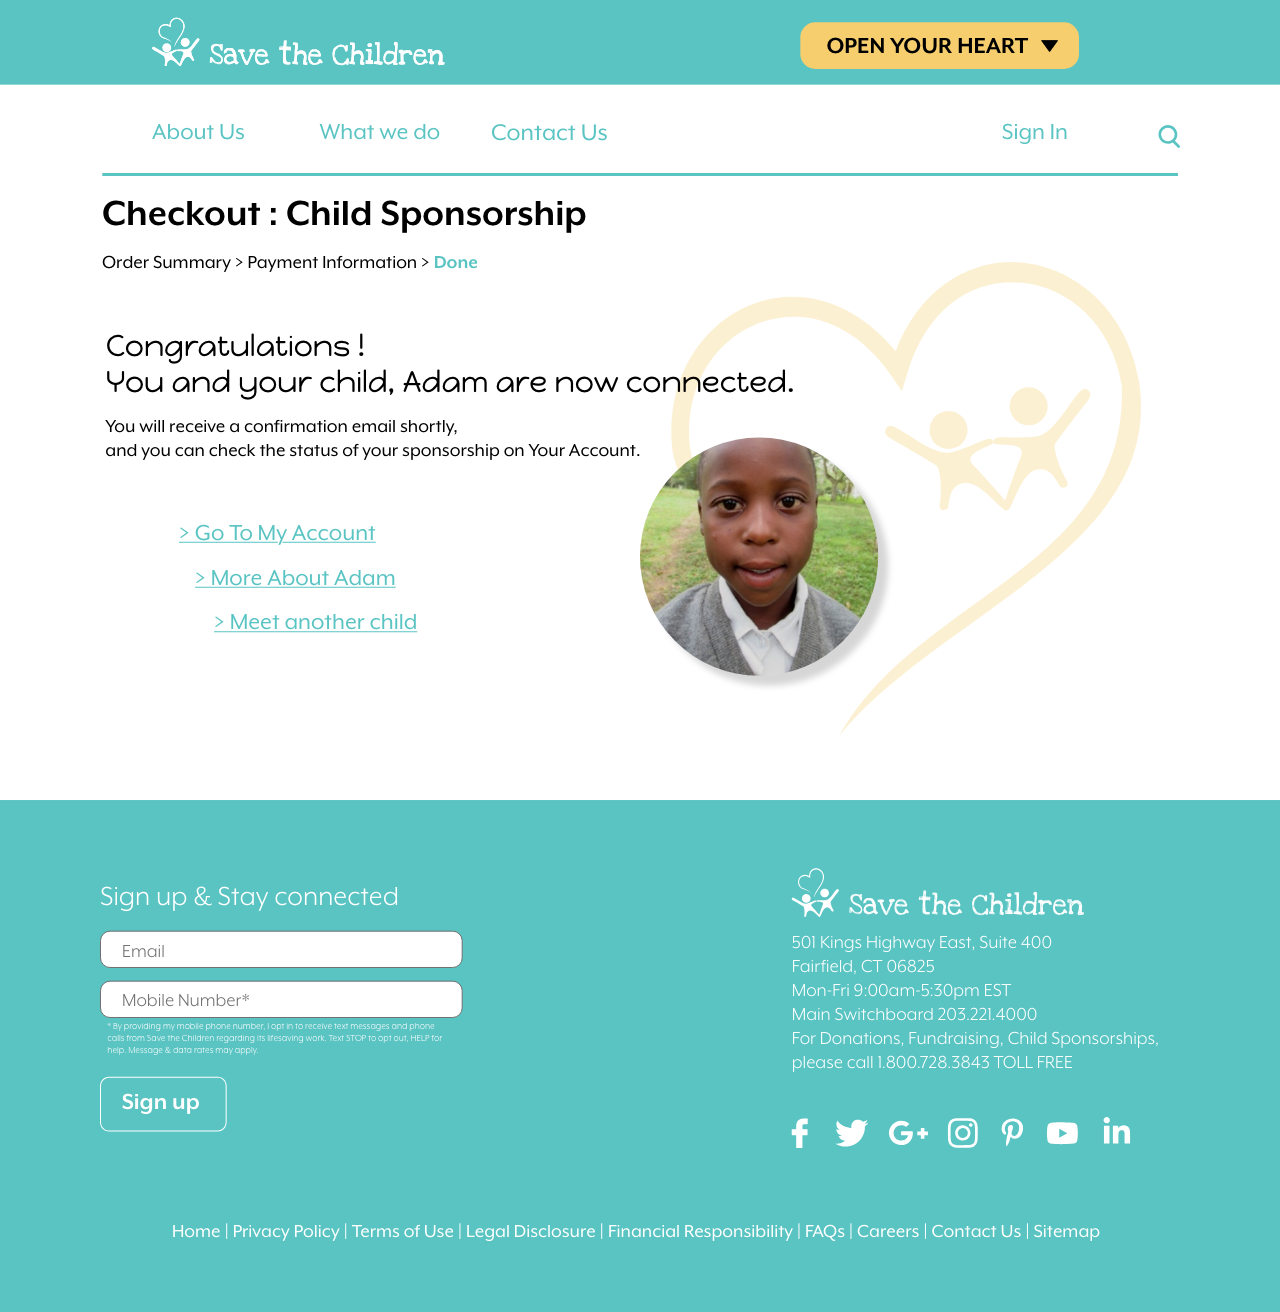 Save the Children
OPEN YOUR HEART
About Us
What we do
Contact Us
Sign In
Checkout : Child Sponsorship
Order Summary > Payment Information > Done
Congratulations !
You and your child, Adam are now connected.
You will receive a confirmation email shortly,
and you can check the status of your sponsorship on Your Account.
> Go To My Account
> More About Adam
> Meet another child
Sign up & Stay connected
Email
Mobile Number*
* By providing my mobile phone number, I opt in to receive text messages and phone
calls from Save the Children regarding its lifesaving work. Text STOP to opt out, HELP for
help. Message & data rates may apply.
Sign up
Save the Children
501 Kings Highway East, Suite 400
Fairfield, CT 06825
Mon-Fri 9:00am-5:30pm EST
Main Switchboard 203.221.4000
For Donations, Fundraising, Child Sponsorships,
please call 1.800.728.3843 TOLL FREE
Home | Privacy Policy | Terms of Use | Legal Disclosure | Financial Responsibility | FAQs | Careers | Contact Us | Sitemap